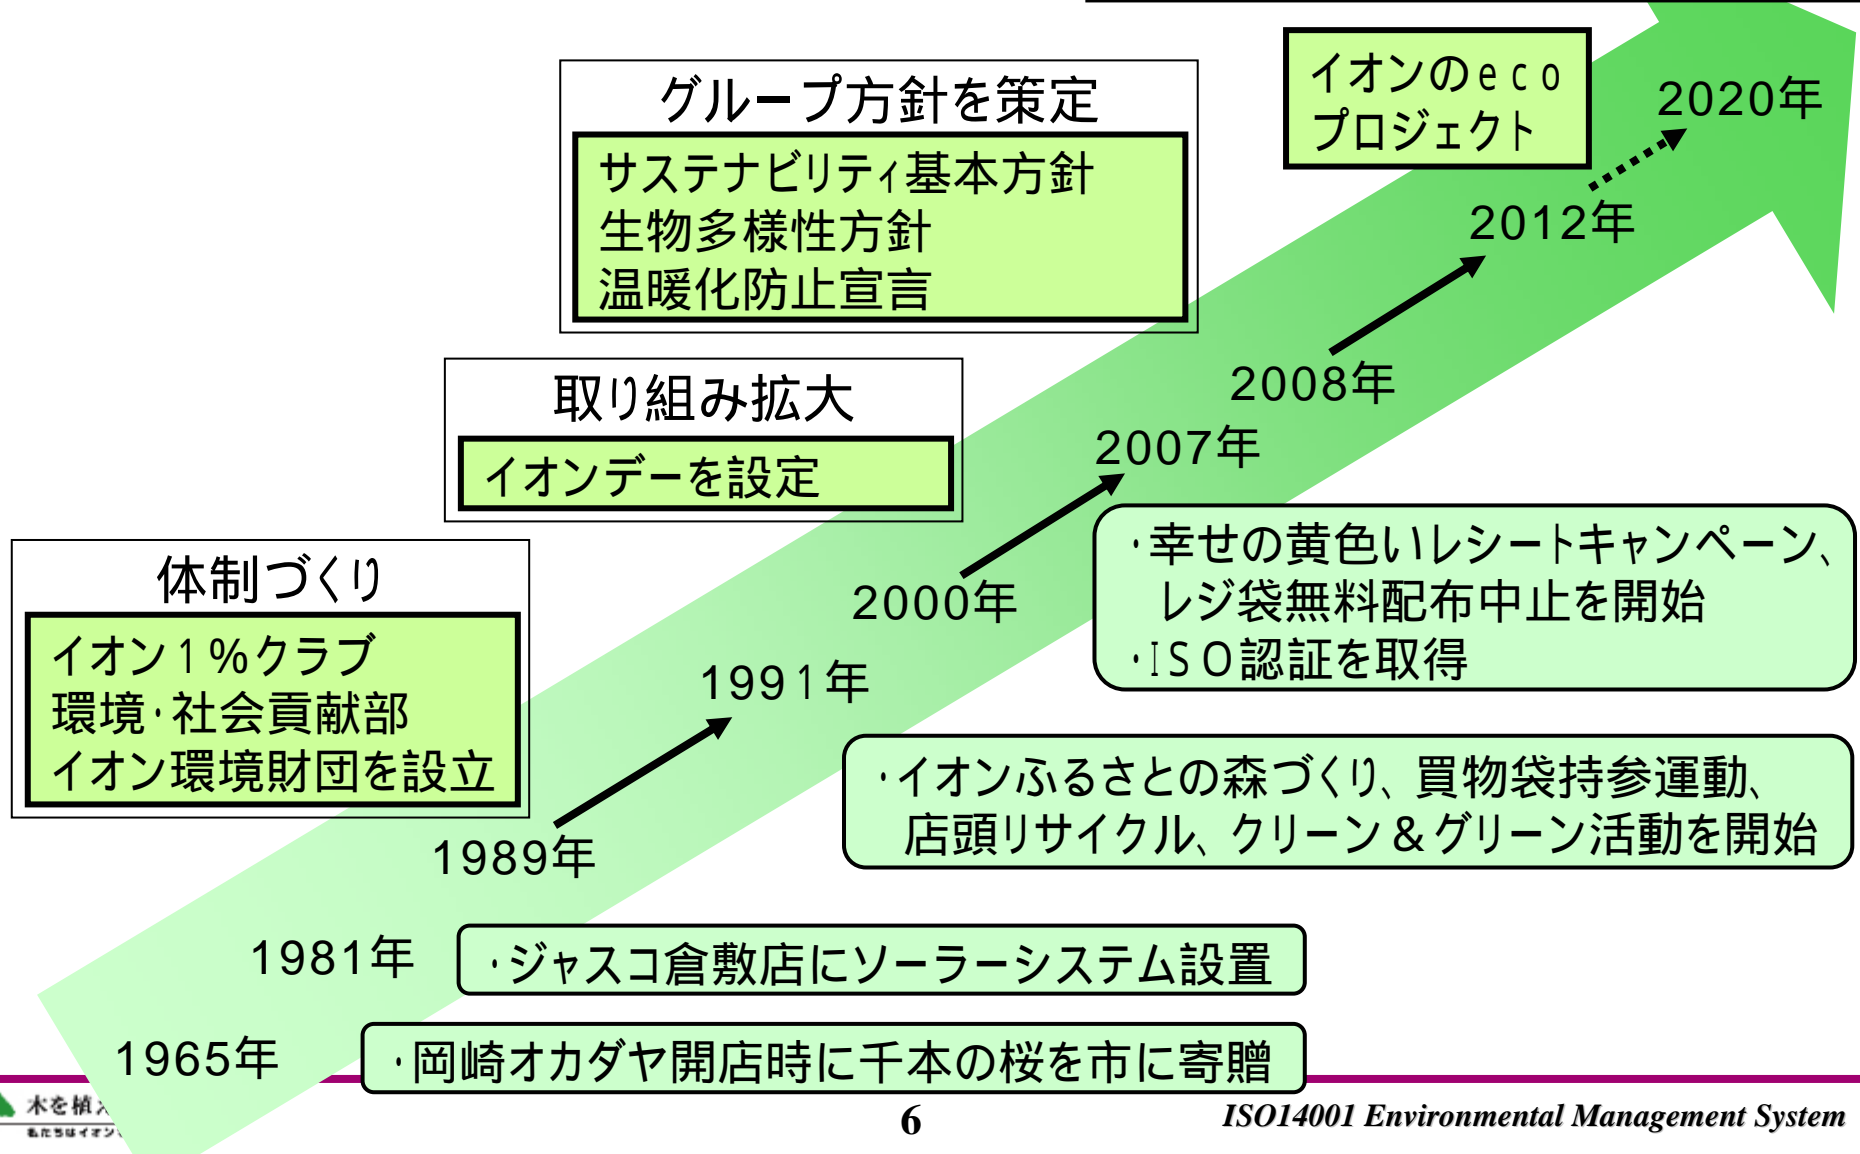 イオンのeco
プロジェクト
2020年
グループ方針を策定
サステナビリティ基本方針
生物多様性方針
温暖化防止宣言
2012年
2008年
取り組み拡大
イオンデーを設定
2007年
・幸せの黄色いレシートキャンペーン、
レジ袋無料配布中止を開始
・ISO認証を取得
体制づくり
イオン1%クラブ
環境・社会貢献部
イオン環境財団を設立
2000年
1991年
・イオンふるさとの森づくり、買物袋持参運動、
店頭リサイクル、クリーン&グリーン活動を開始
1989年
1981年
・ジャスコ倉敷店にソーラーシステム設置
1965年
・岡崎オカダヤ開店時に千本の桜を市に寄贈
木を植え
私たちはイオン
6
ISO14001 Environmental Management System